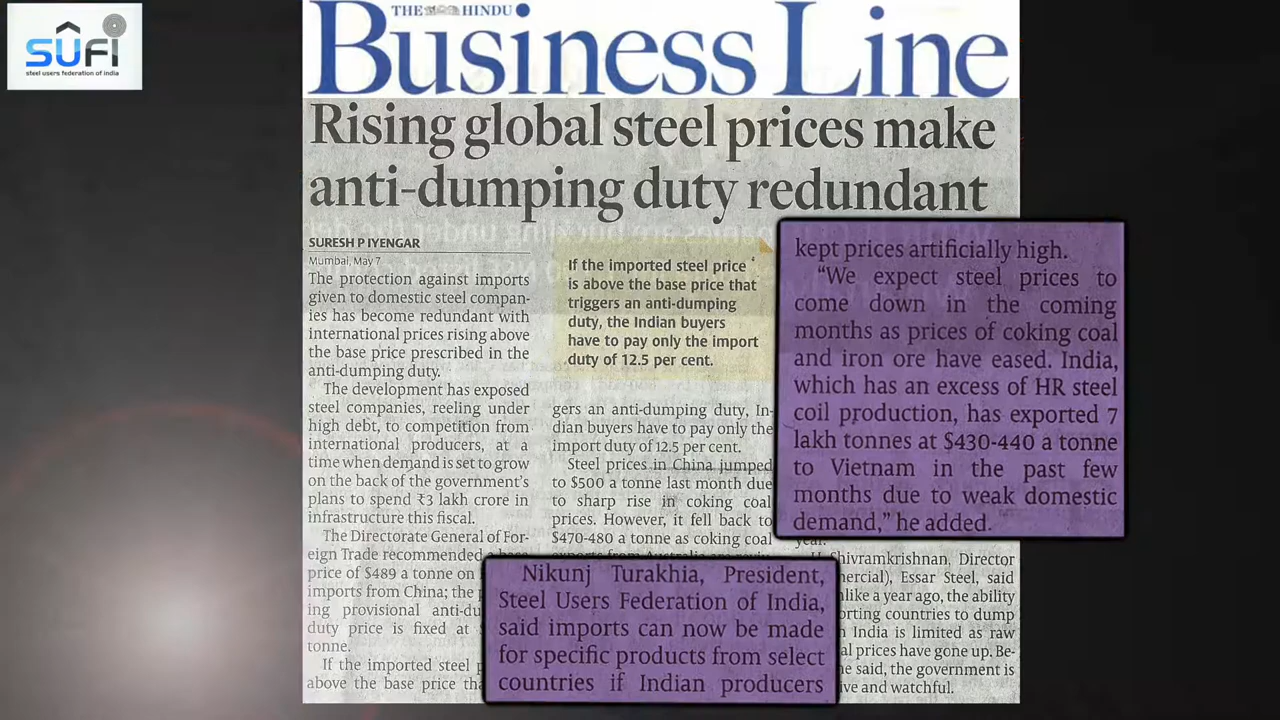 SUFI
steel users federation of india
THE HINDU
Business Line
Rising global steel prices make
anti-dumping duty redundant
SURESH P IYENGAR
Mumbai, May 7
The protection against imports
given to domestic steel compan-
ies has become redundant with
international prices rising above
the base price prescribed in the
anti-dumping duty.
The development has exposed
steel companies, reeling under
high debt, to competition from
international producers, at a
time when demand is set to grow
on the back of the government's
plans to spend ₹3 lakh crore in
infrastructure this fiscal.
The Directorate General of For-
eign Trade recommended a base
price of $489 a tonne on
imports from China; the p
ing provisional anti-du
duty price is fixed at
tonne.
If the imported steel p
above the base price tha
If the imported steel price
is above the base price that
triggers an anti-dumping
duty, the Indian buyers
have to pay only the import
duty of 12.5 per cent.
gers an anti-dumping duty, In-
dian buyers have to pay only the
import duty of 12.5 per cent.
Steel prices in China jumped
to $500 a tonne last month due
to sharp rise in coking coal
prices. However, it fell back to
$470-480 a tonne as coking coal
exports from Australia are
Nikunj Turakhia, President,
Steel Users Federation of India,
said imports can now be made
for specific products from select
countries if Indian producers
kept prices artificially high.
“We expect steel prices to
come down in the coming
months as prices of coking coal
and iron ore have eased. India,
which has an excess of HR steel
coil production, has exported 7
lakh tonnes at $430-440 a tonne
to Vietnam in the past few
months due to weak domestic
demand,” he added.
year.
Shivramkrishnan, Director
ercial), Essar Steel, said
like a year ago, the ability
orting countries to dump
India is limited as raw
al prices have gone up. Be-
e said, the government is
ive and watchful.